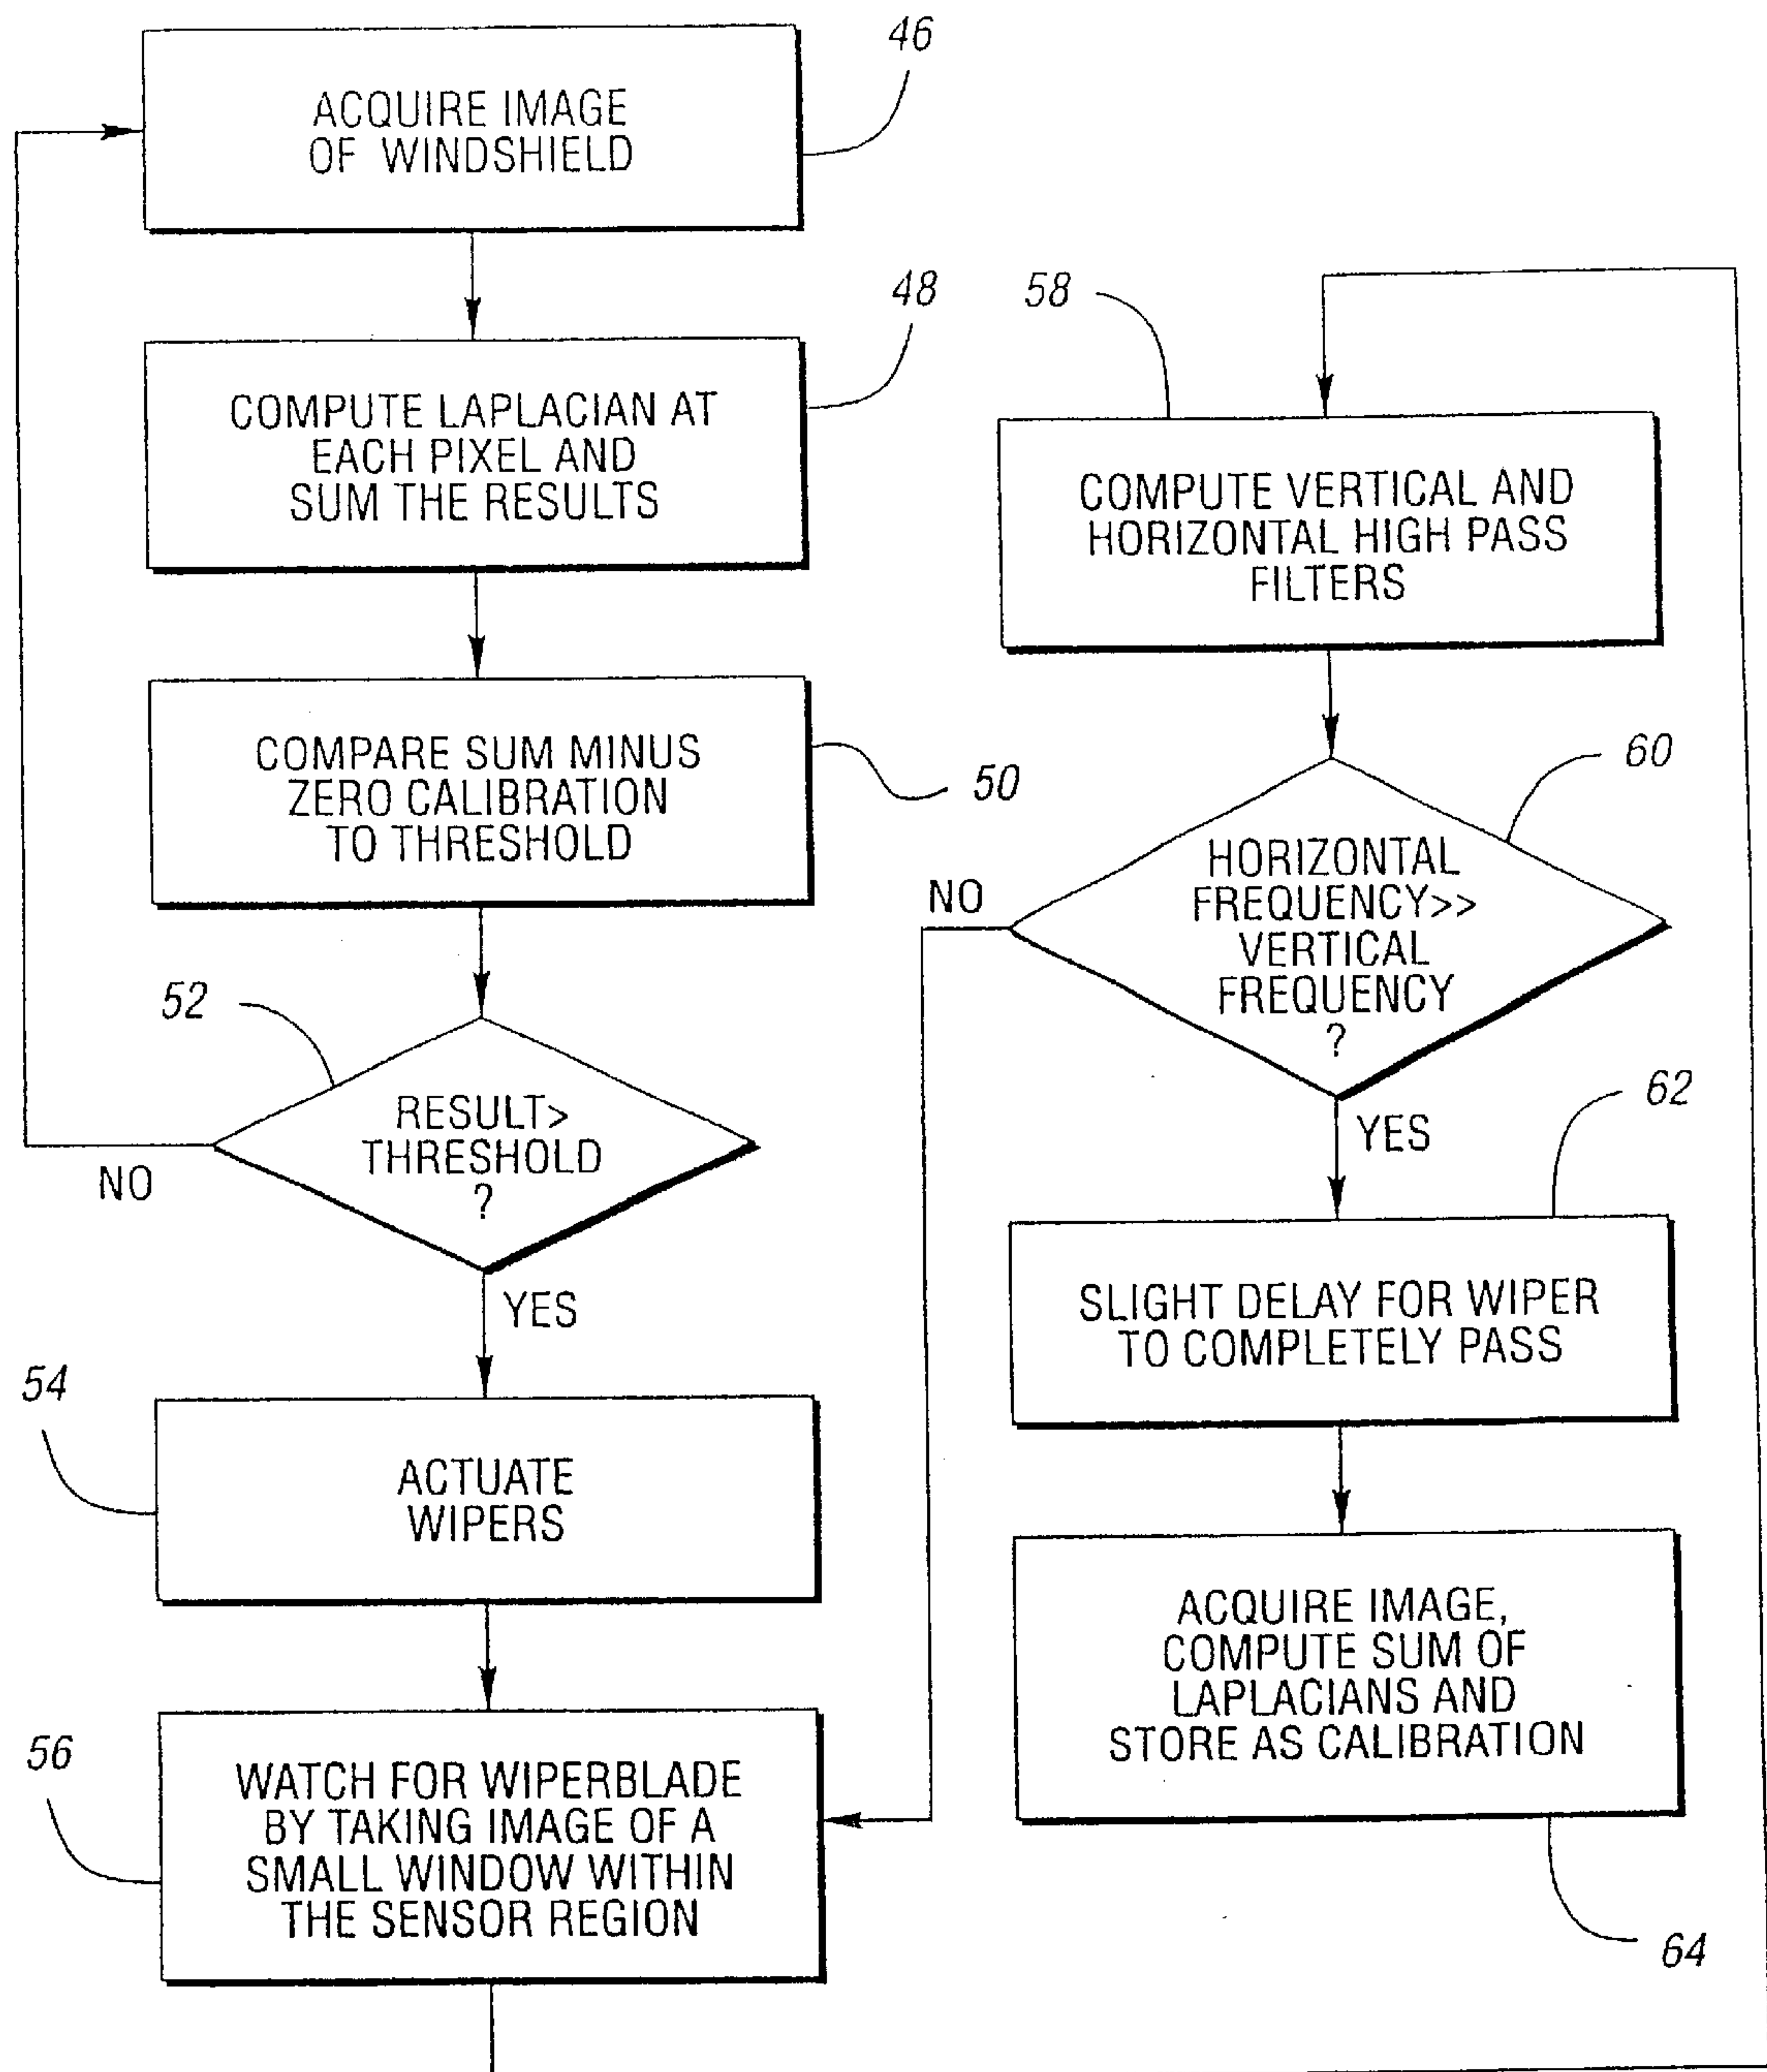 46
ACQUIRE IMAGE
OF WINDSHIELD
48
COMPUTE LAPLACIAN AT
EACH PIXEL AND
SUM THE RESULTS
50
COMPARE SUM MINUS
ZERO CALIBRATION
TO THRESHOLD
52
RESULT>
THRESHOLD
?
NO
YES
54
ACTUATE
WIPERS
56
WATCH FOR WIPERBLADE
BY TAKING IMAGE OF A
SMALL WINDOW WITHIN
THE SENSOR REGION
58
COMPUTE VERTICAL AND
HORIZONTAL HIGH PASS
FILTERS
60
HORIZONTAL
FREQUENCY>>
VERTICAL
FREQUENCY
?
NO
YES
62
SLIGHT DELAY FOR WIPER
TO COMPLETELY PASS
ACQUIRE IMAGE,
COMPUTE SUM OF
LAPLACIANS AND
STORE AS CALIBRATION
64